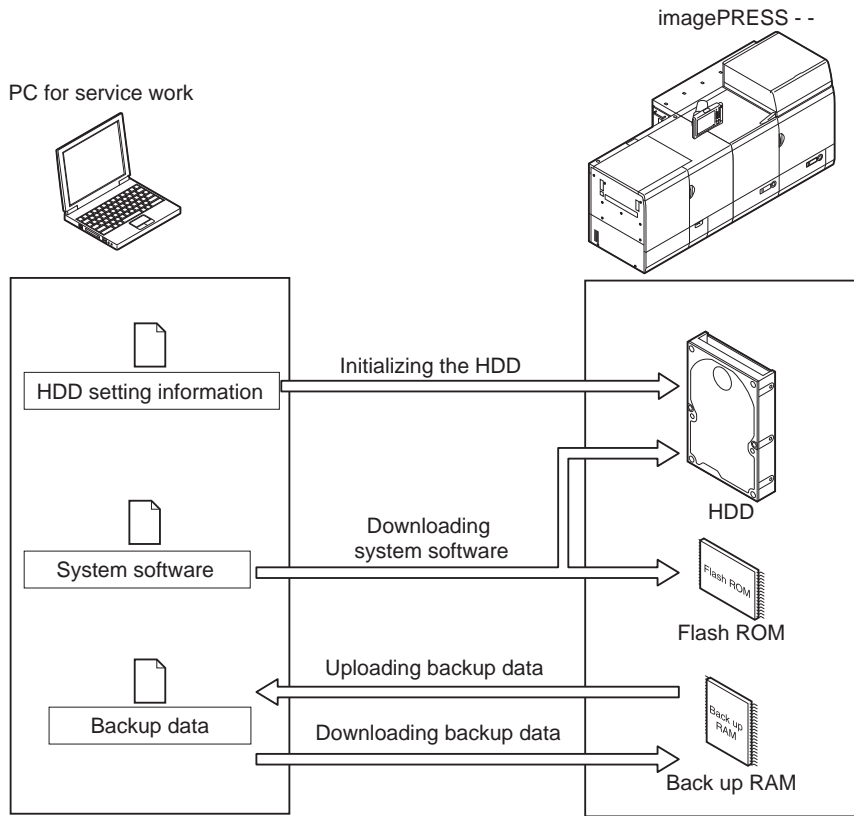 imagePRESS - -
PC for service work
HDD setting information
Initializing the HDD
HDD
System software
Downloading
system software
Flash ROM
Flash ROM
Backup data
Uploading backup data
Downloading backup data
Back up
RAM
Back up RAM